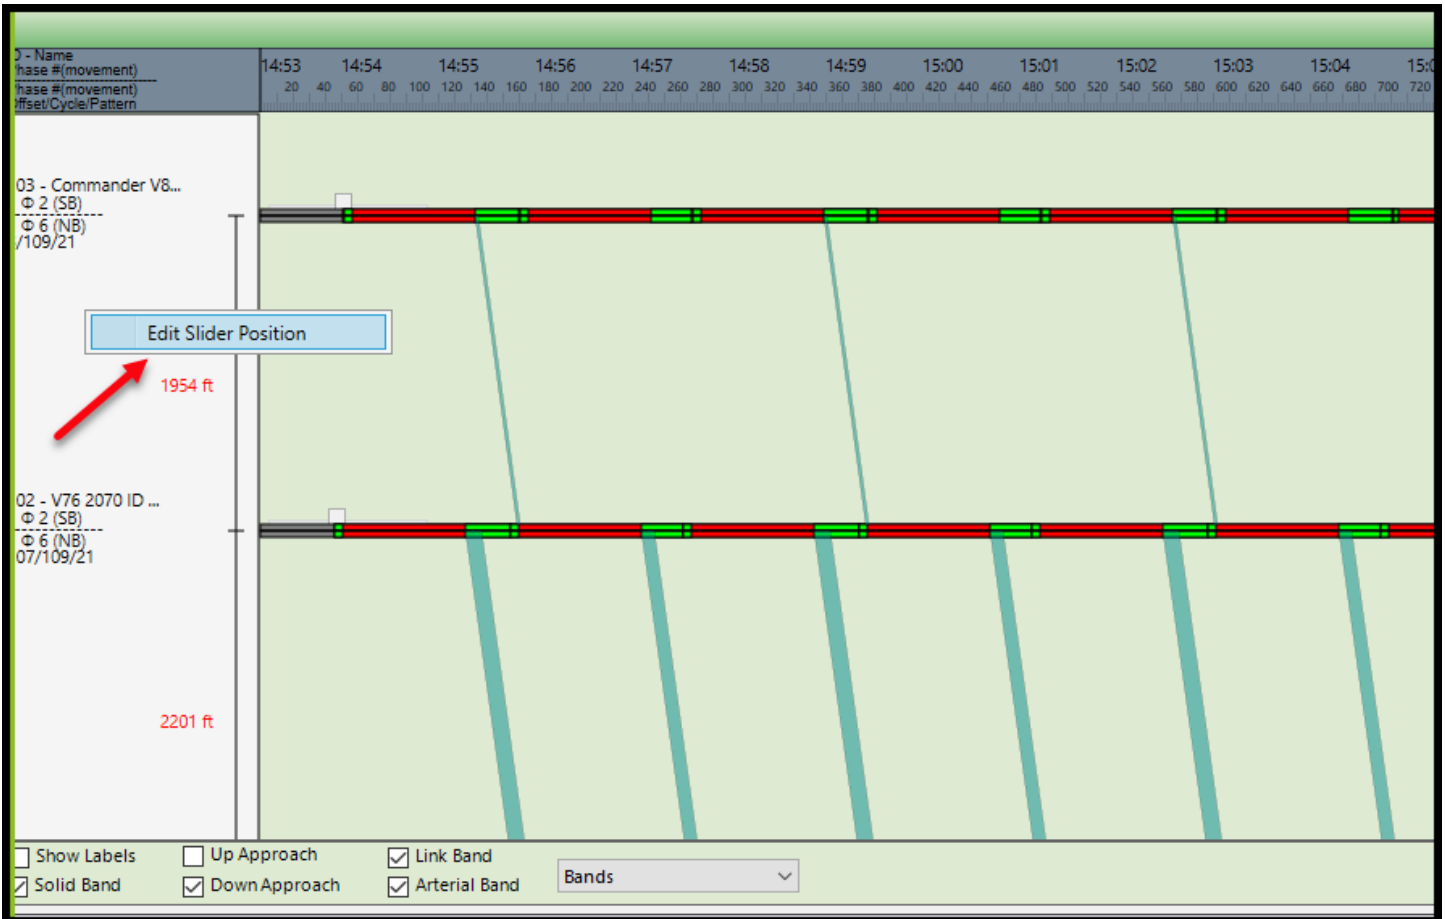 D - Name
Phase #(movement)
Phase #(movement)
Offset/Cycle/Pattern
14:53 14:54 14:55 14:56 14:57 14:58 14:59 15:00 15:01 15:02 15:03 15:04 15:0
20 40 60 80 100 120 140 160 180 200 220 240 260 280 300 320 340 360 380 400 420 440 460 480 500 520 540 560 580 600 620 640 660 680 700 720
03 - Commander V8...
Φ 2 (SB)
Φ 6 (NB)
/109/21
Edit Slider Position
1954 ft
02 - V76 2070 ID ...
Φ 2 (SB)
Φ 6 (NB)
07/109/21
2201 ft
Show Labels Up Approach Link Band
Bands
Solid Band Down Approach Arterial Band